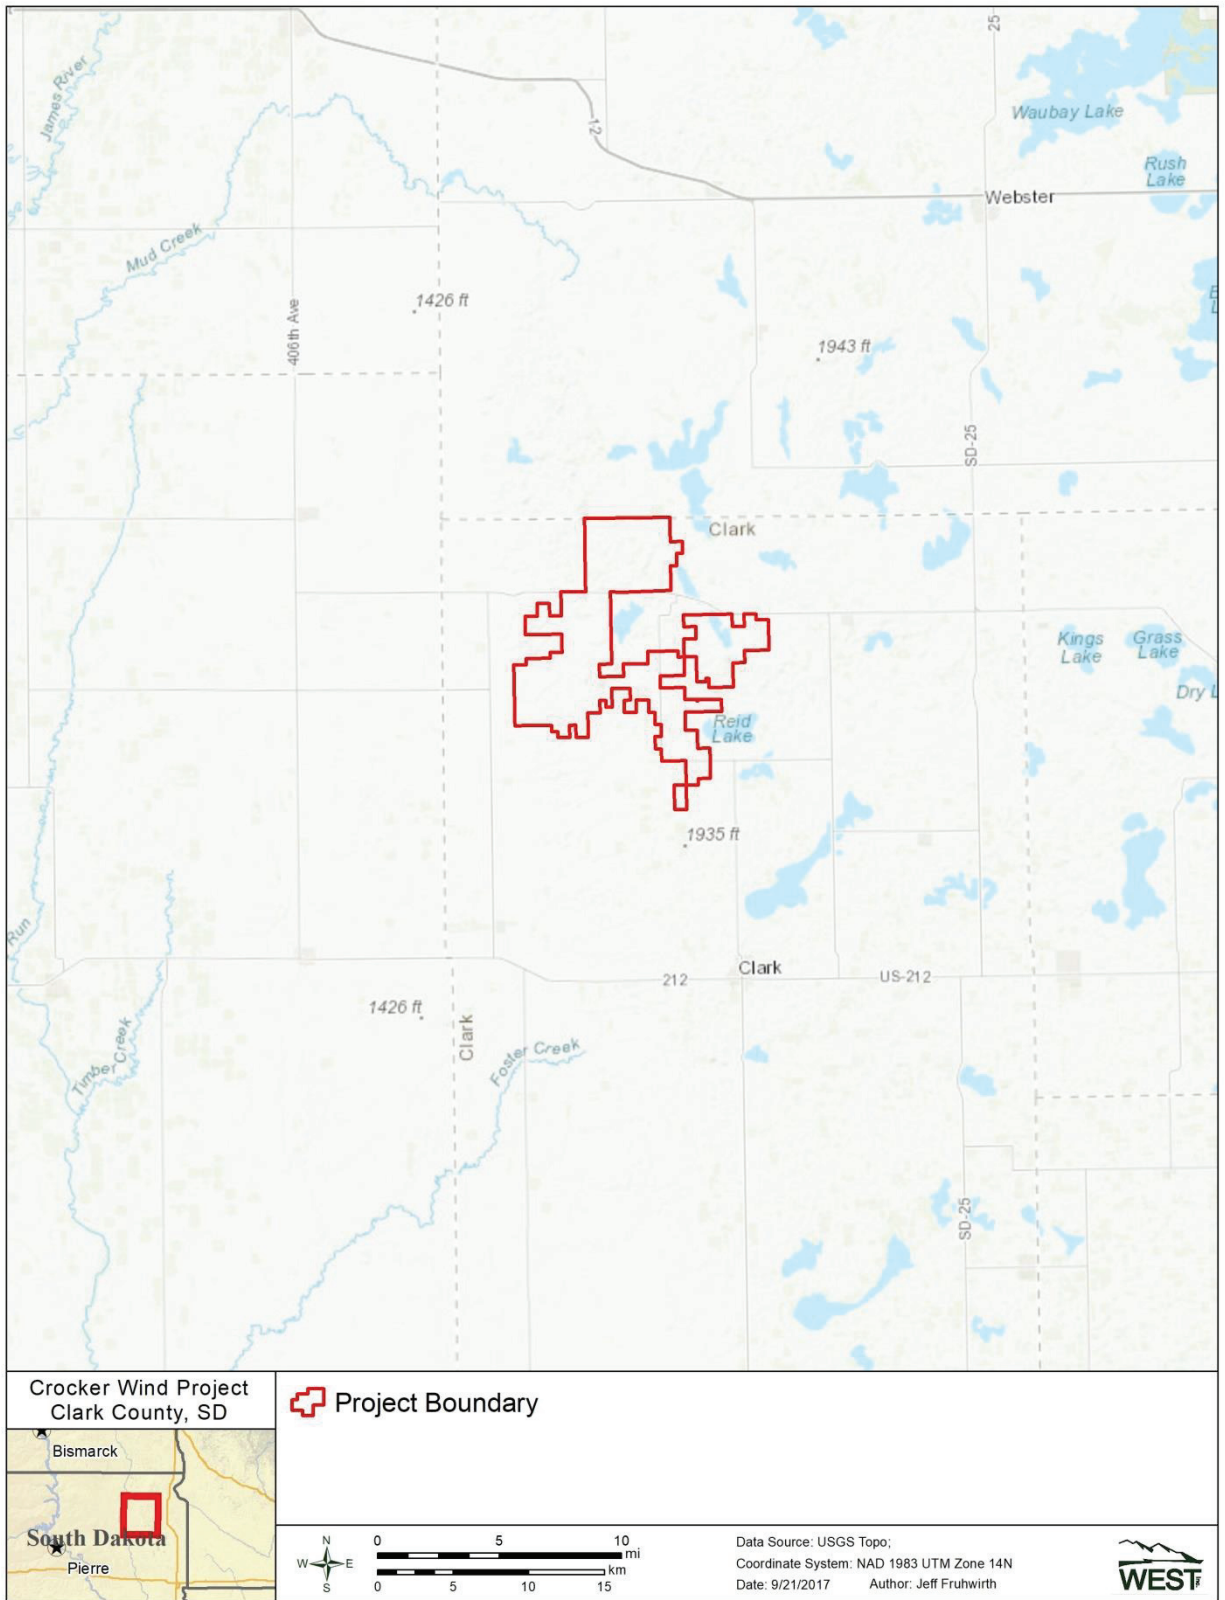 25
James River
Waubay Lake
12
Rush
Lake
Webster
Mud Creek
1426 ft
406th Ave
1943 ft
SD-25
Clark
Kings
Lake
Grass
Lake
Dry L
Reid
Lake
1935 ft
Run
Clark
212
US-212
1426 ft
Clark
Timber Creek
Foster Creek
SD-25
Crocker Wind Project
Clark County, SD
Project Boundary
Bismarck
South Dakota
Pierre
N
W E
S
0 5 10
mi
km
0 5 10 15
Data Source: USGS Topo;
Coordinate System: NAD 1983 UTM Zone 14N
Date: 9/21/2017 Author: Jeff Fruhwirth
WEST